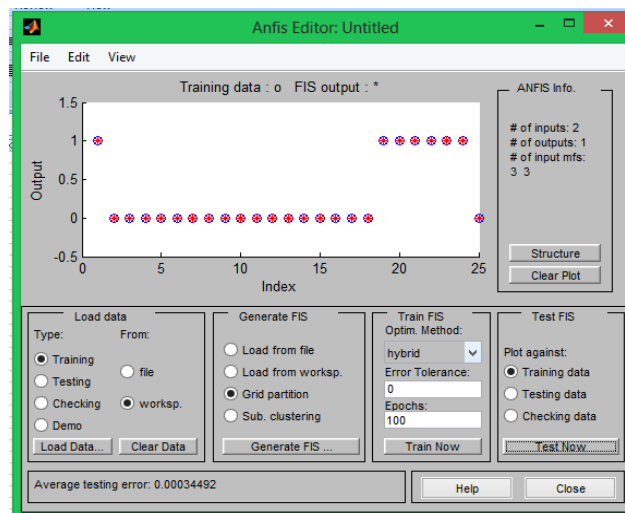 Anfis Editor: Untitled
File Edit View
Training data : o FIS output : *
Output
1.5
1
0.5
0
-0.5
0 5 10 15 20 25
Index
ANFIS Info.
# of inputs: 2
# of outputs: 1
# of input mfs:
3 3
Structure
Clear Plot
Load data
Type: From:
Training
Testing
Checking
Demo
file
worksp.
Load Data... Clear Data
Generate FIS
Load from file
Load from worksp.
Grid partition
Sub. clustering
Generate FIS ...
Train FIS
Optim. Method:
hybrid
Error Tolerance:
0
Epochs:
100
Train Now
Test FIS
Plot against:
Training data
Testing data
Checking data
Test Now
Average testing error: 0.00034492
Help Close